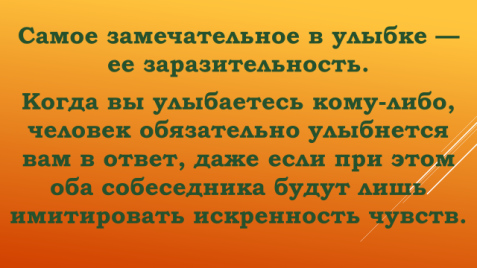 Самое замечательное в улыбке —
ее заразительность.
Когда вы улыбаетесь кому-либо,
человек обязательно улыбнется
вам в ответ, даже если при этом
оба собеседника будут лишь
имитировать искренность чувств.